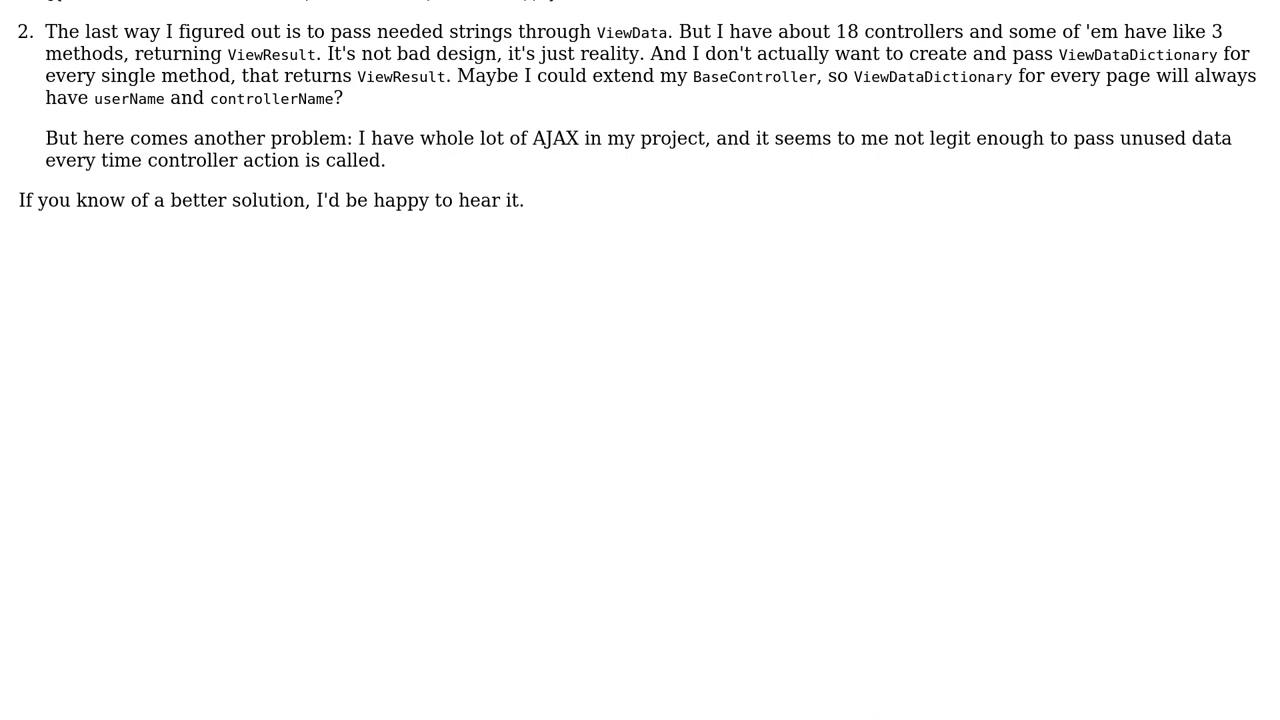 2. The last way I figured out is to pass needed strings through ViewData. But I have about 18 controllers and some of 'em have like 3
methods, returning ViewResult. It's not bad design, it's just reality. And I don't actually want to create and pass ViewDataDictionary for
every single method, that returns ViewResult. Maybe I could extend my BaseController, so ViewDataDictionary for every page will always
have userName and controllerName?
But here comes another problem: I have whole lot of AJAX in my project, and it seems to me not legit enough to pass unused data
every time controller action is called.
If you know of a better solution, I'd be happy to hear it.